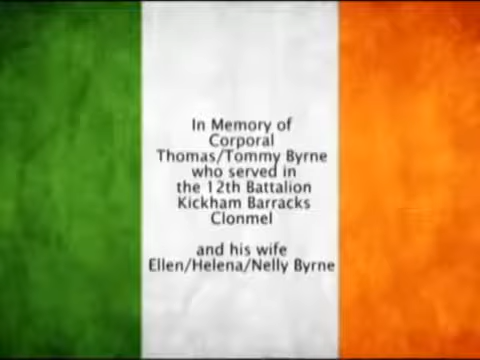 In Memory of
Corporal
Thomas/Tommy Byrne
who served in
the 12th Battalion
Kickham Barracks
Clonmel
and his wife
Ellen/Helena/Nelly Byrne